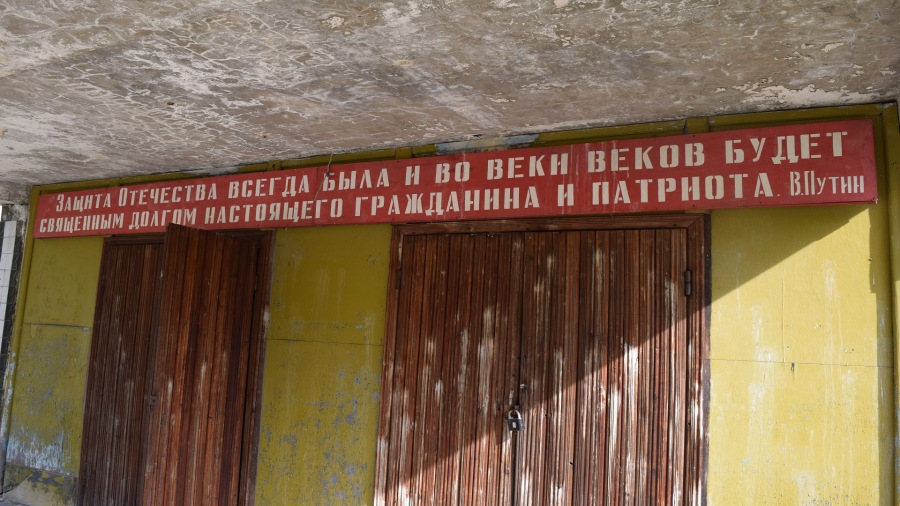 Защита Отечества всегда была и во веки веков будет
священным долгом настоящего гражданина и патриота. В.Путин